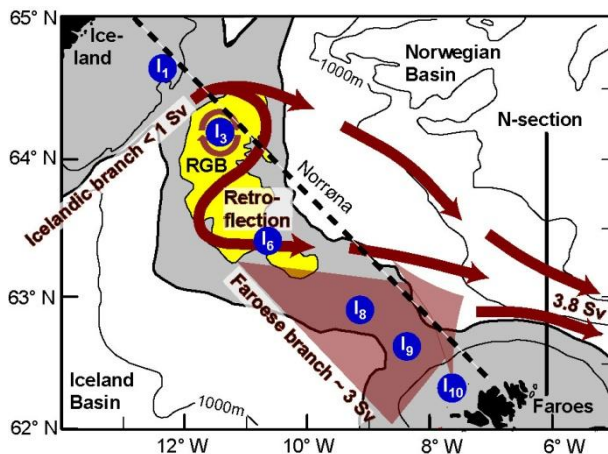 65°N
64°N
63°N
62°N
12° W
10° W
8° W
6° W
Ice-
land
I1
1000m
Norwegian
Basin
N-section
I3
RGB
Icelandic branch < 1 Sv
Norrøna
Retro-
flection
I6
3.8 Sv
Faroese branch ~ 3 Sv
I8
I9
I10
Iceland
Basin
1000m
Faroes